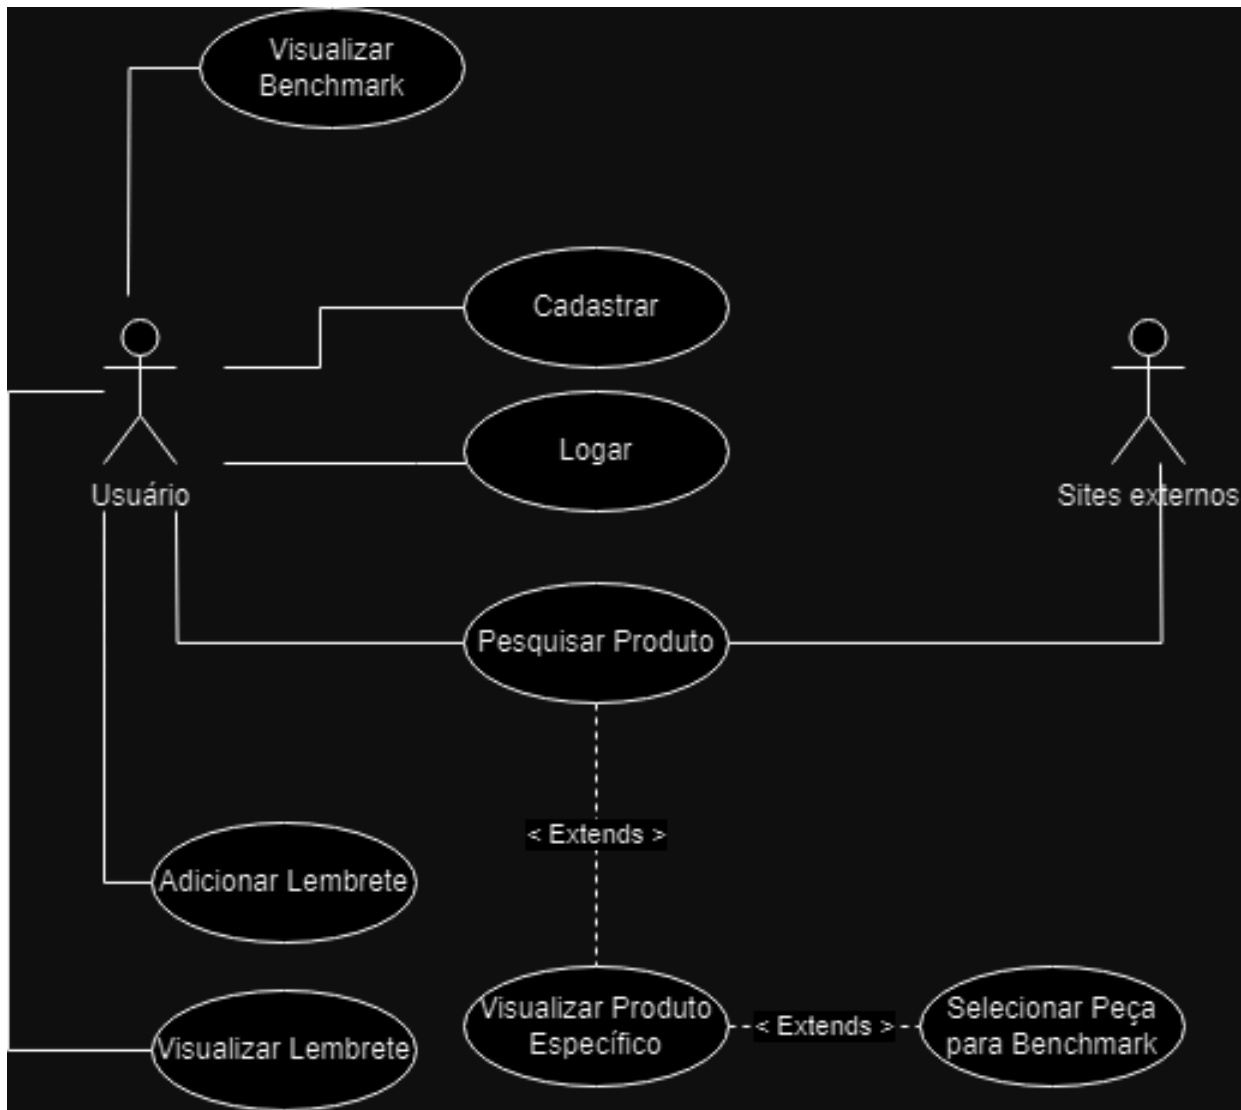 Visualizar
Benchmark
Cadastrar
Logar
Usuário
Sites externos
Pesquisar Produto
< Extends >
Adicionar Lembrete
Visualizar Produto
Específico
< Extends >
Selecionar Peça
para Benchmark
Visualizar Lembrete